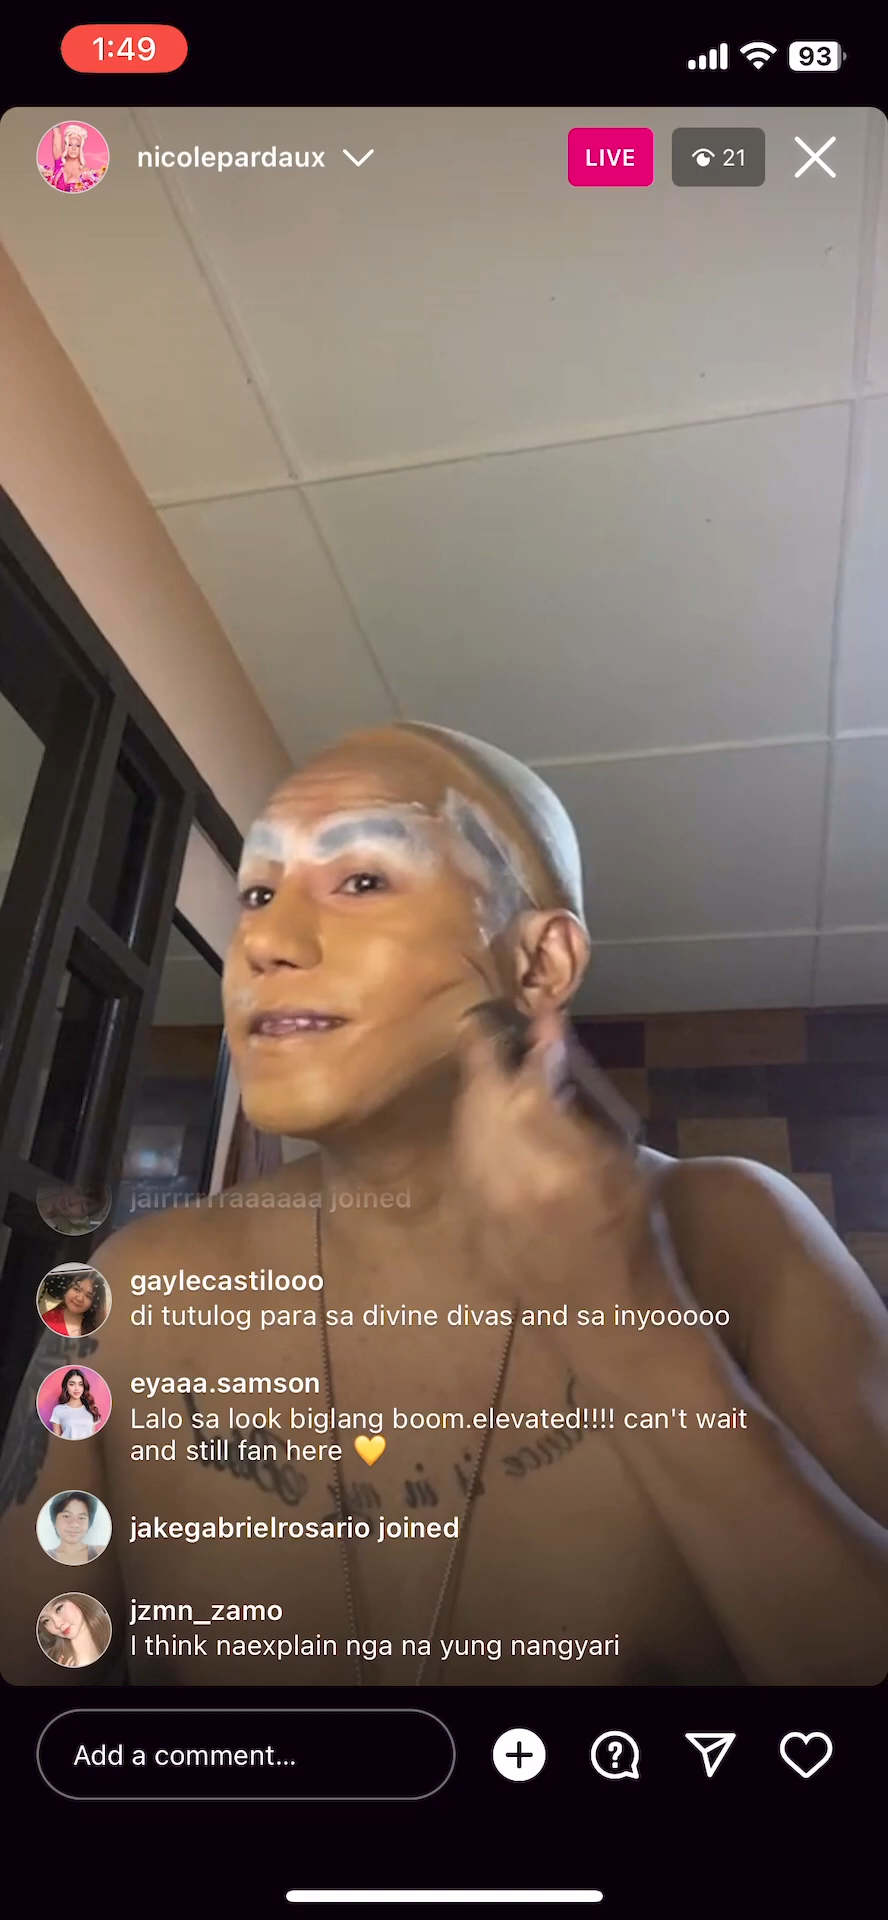 1:49
93
nicolepardaux
LIVE
21
jairrrrrraaaaaa joined
gaylecastilooo
di tutulog para sa divine divas and sa inyooooo
eyaaa.samson
Lalo sa look biglang boom.elevated!!!! can't wait
and still fan here 💛
jakegabrielrosario joined
jzmn_zamo
I think naexplain nga na yung nangyari
Add a comment...